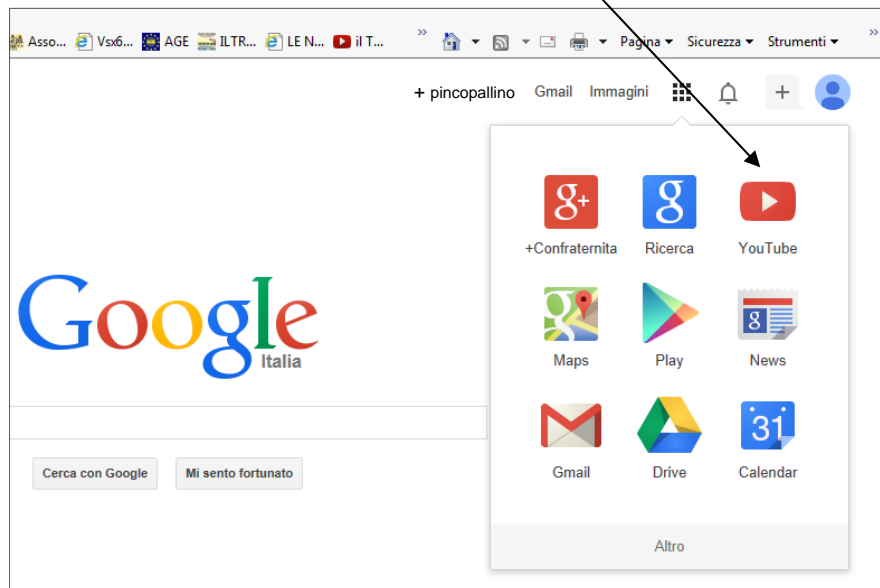 Asso... Vsx6... AGE ILTR... LE N... il T... » Pagina Sicurezza Strumenti »
+ pincopallino Gmail Immagini
g+ g
+Confraternita Ricerca YouTube
g g
Maps Play News
31
Gmail Drive Calendar
Google
Italia
Cerca con Google Mi sento fortunato
Altro